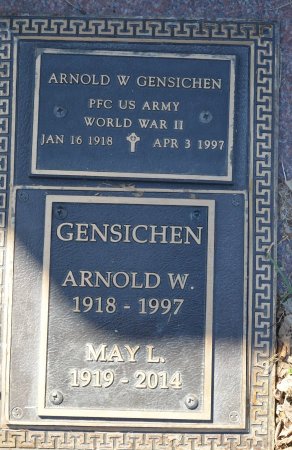 ARNOLD W GENSICHEN
PFC US ARMY
WORLD WAR II
JAN 16 1918 APR 3 1997
GENSICHEN
ARNOLD W.
1918 - 1997
MAY L.
1919 - 2014